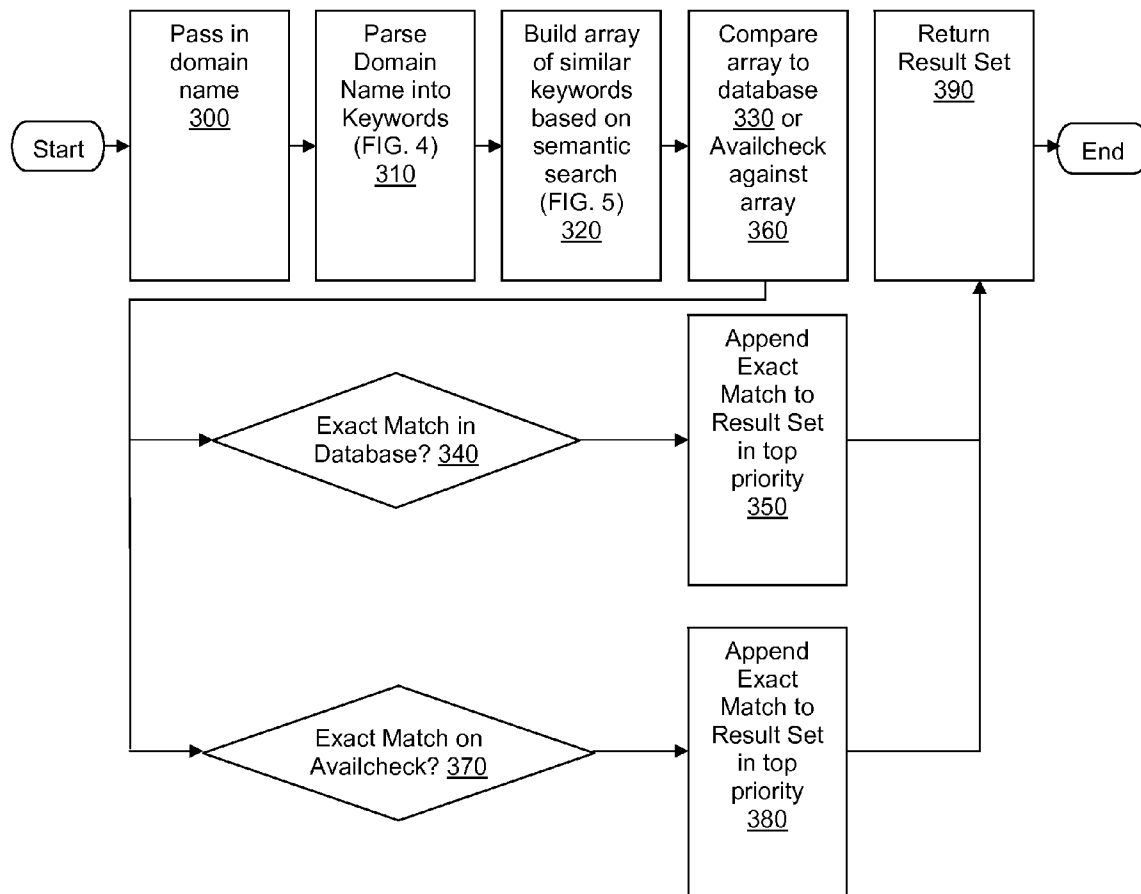 Start
Pass in
domain
name
300
Parse
Domain
Name into
Keywords
(FIG. 4)
310
Build array
of similar
keywords
based on
semantic
search
(FIG. 5)
320
Compare
array to
database
330 or
Availcheck
against
array
360
Return
Result Set
390
End
Exact Match in
Database? 340
Append
Exact
Match to
Result Set
in top
priority
350
Exact Match on
Availcheck? 370
Append
Exact
Match to
Result Set
in top
priority
380